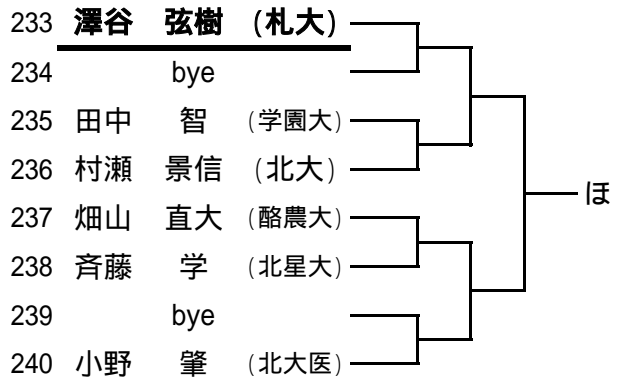 233 澤谷 弦樹 (札大)
234 bye
235 田中 智 (学園大)
236 村瀬 景信 (北大)
237 畑山 直大 (酪農大)
238 斉藤 学 (北星大)
239 bye
240 小野 肇 (北大医)
ほ